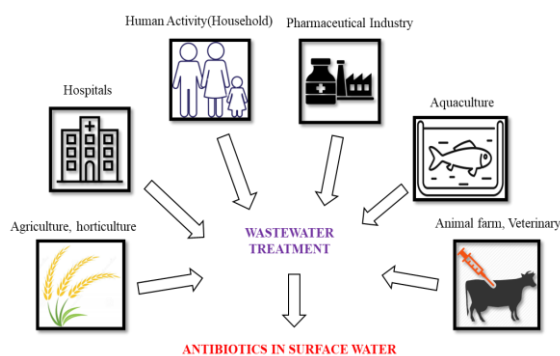 Human Activity(Household)
Pharmaceutical Industry
Hospitals
Aquaculture
Agriculture, horticulture
WASTEWATER
TREATMENT
Animal farm, Veterinary
ANTIBIOTICS IN SURFACE WATER